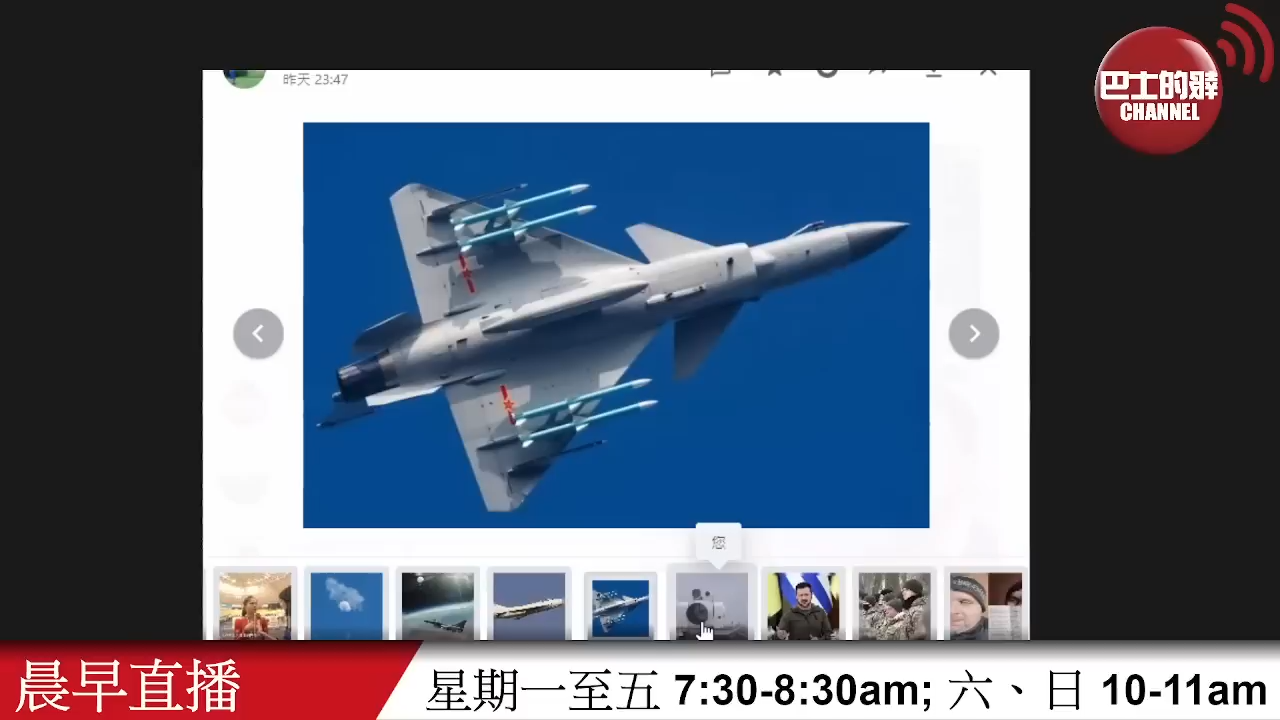 昨天 23:47
巴士的報
CHANNEL
您
晨早直播
星期一至五 7:30-8:30am; 六、日 10-11am